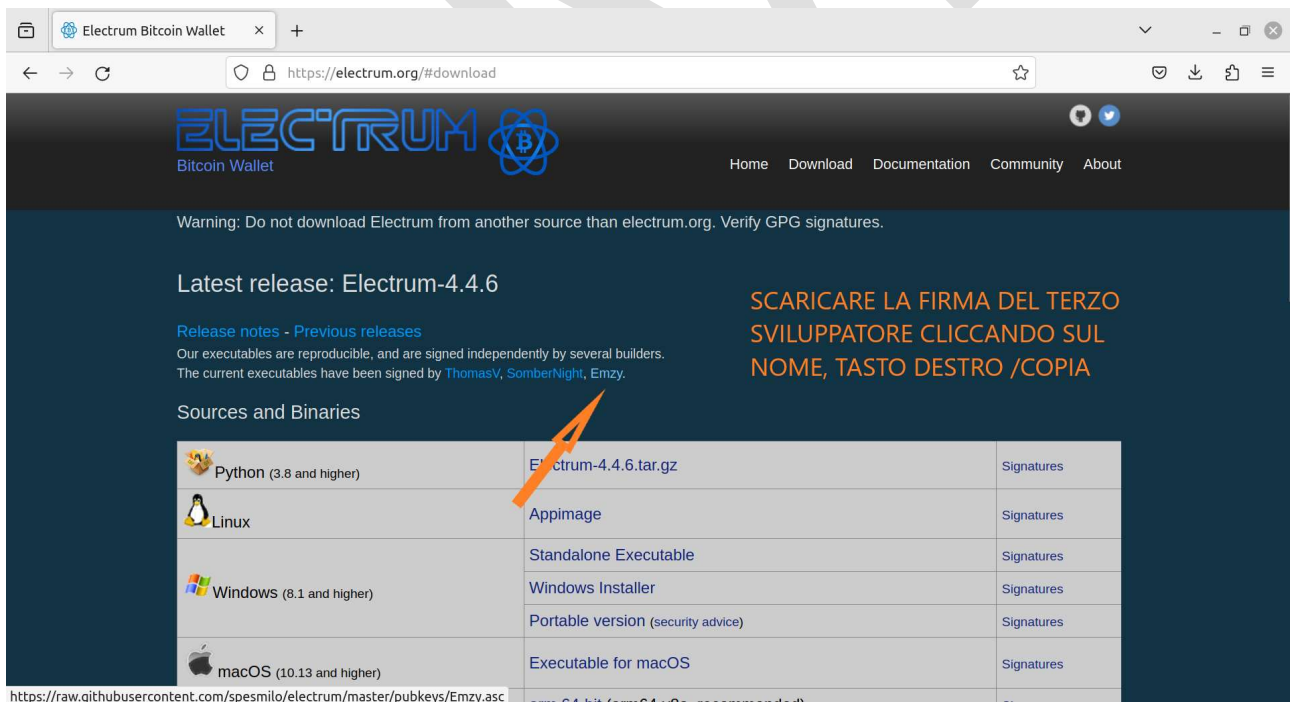 Electrum Bitcoin Wallet
https://electrum.org/#download
ELECTRUM
Bitcoin Wallet
Home Download Documentation Community About
Warning: Do not download Electrum from another source than electrum.org. Verify GPG signatures.
Latest release: Electrum-4.4.6
Release notes - Previous releases
Our executables are reproducible, and are signed independently by several builders.
The current executables have been signed by ThomasV, SomberNight, Emzy.
SCARICARE LA FIRMA DEL TERZO
SVILUPPATORE CLICCANDO SUL
NOME, TASTO DESTRO /COPIA
Sources and Binaries
Python (3.8 and higher) Electrum-4.4.6.tar.gz Signatures
Linux Appimage Signatures
Windows (8.1 and higher)
Standalone Executable Signatures
Windows Installer Signatures
Portable version (security advice) Signatures
macOS (10.13 and higher) Executable for macOS Signatures
https://raw.githubusercontent.com/spesmilo/electrum/master/pubkeys/Emzy.asc